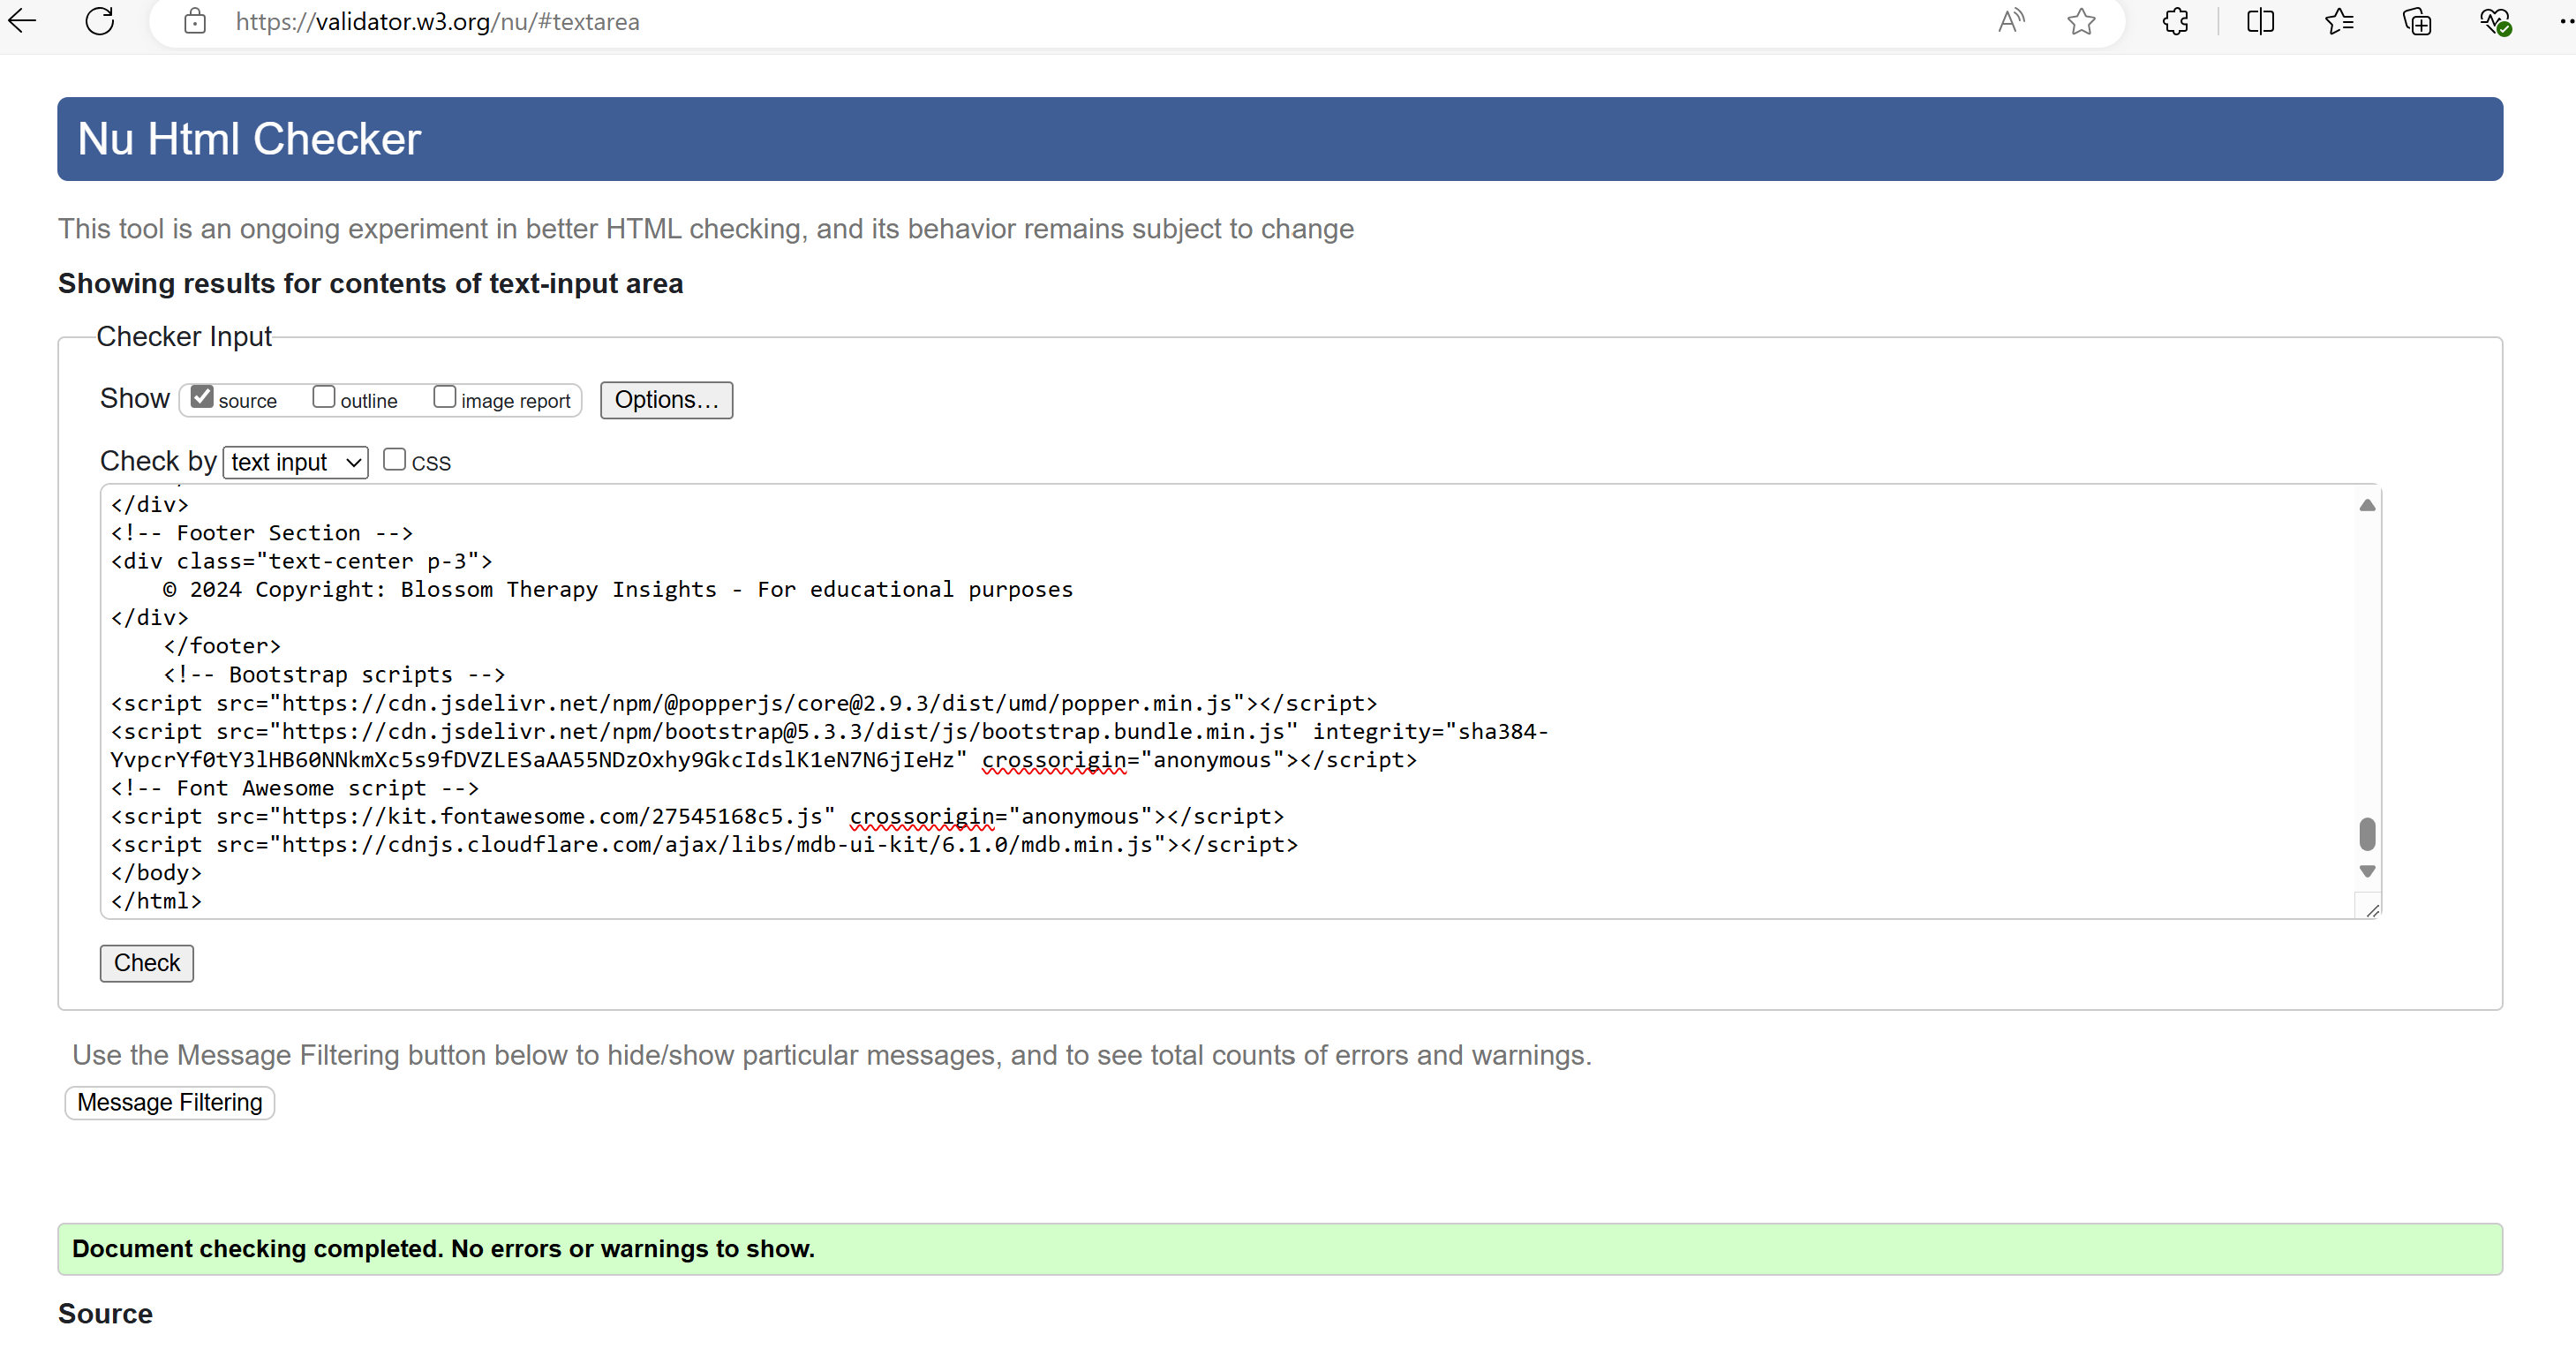 https://validator.w3.org/nu/#textarea
Nu Html Checker
This tool is an ongoing experiment in better HTML checking, and its behavior remains subject to change
Showing results for contents of text-input area
Checker Input
Show source outline image report Options...
Check by text input CSS
</div>
<!-- Footer Section -->
<div class="text-center p-3">
© 2024 Copyright: Blossom Therapy Insights - For educational purposes
</div>
</footer>
<!-- Bootstrap scripts -->
<script src="https://cdn.jsdelivr.net/npm/@popperjs/core@2.9.3/dist/umd/popper.min.js"></script>
<script src="https://cdn.jsdelivr.net/npm/bootstrap@5.3.3/dist/js/bootstrap.bundle.min.js" integrity="sha384-
YvpcrYf0tY3lHB60NNkmXc5s9fDVZLESaAA55NDzOxhy9GkcIdslK1eN7N6jIeHz" crossorigin="anonymous"></script>
<!-- Font Awesome script -->
<script src="https://kit.fontawesome.com/27545168c5.js" crossorigin="anonymous"></script>
<script src="https://cdnjs.cloudflare.com/ajax/libs/mdb-ui-kit/6.1.0/mdb.min.js"></script>
</body>
</html>
Check
Use the Message Filtering button below to hide/show particular messages, and to see total counts of errors and warnings.
Message Filtering
Document checking completed. No errors or warnings to show.
Source